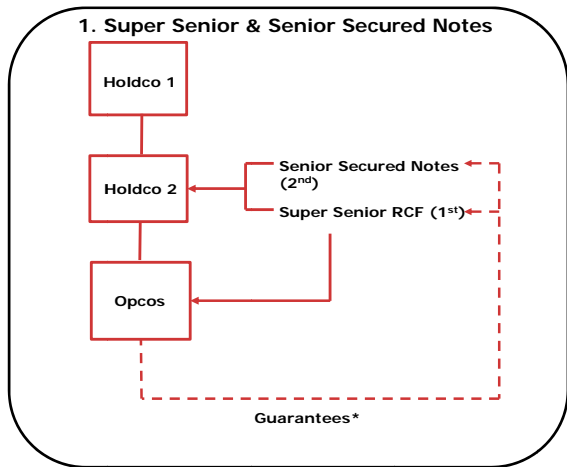 1. Super Senior & Senior Secured Notes
Holdco 1
Holdco 2
Senior Secured Notes
(2nd)
Super Senior RCF (1st)
Opcos
Guarantees*